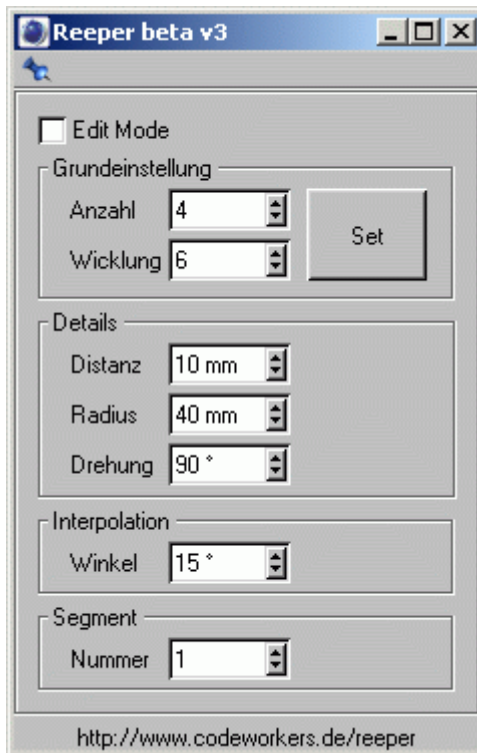 Reeper beta v3
Edit Mode
Grundeinstellung
Anzahl 4
Wicklung 6
Set
Details
Distanz 10 mm
Radius 40 mm
Drehung 90 °
Interpolation
Winkel 15 °
Segment
Nummer 1
http://www.codeworkers.de/reeper